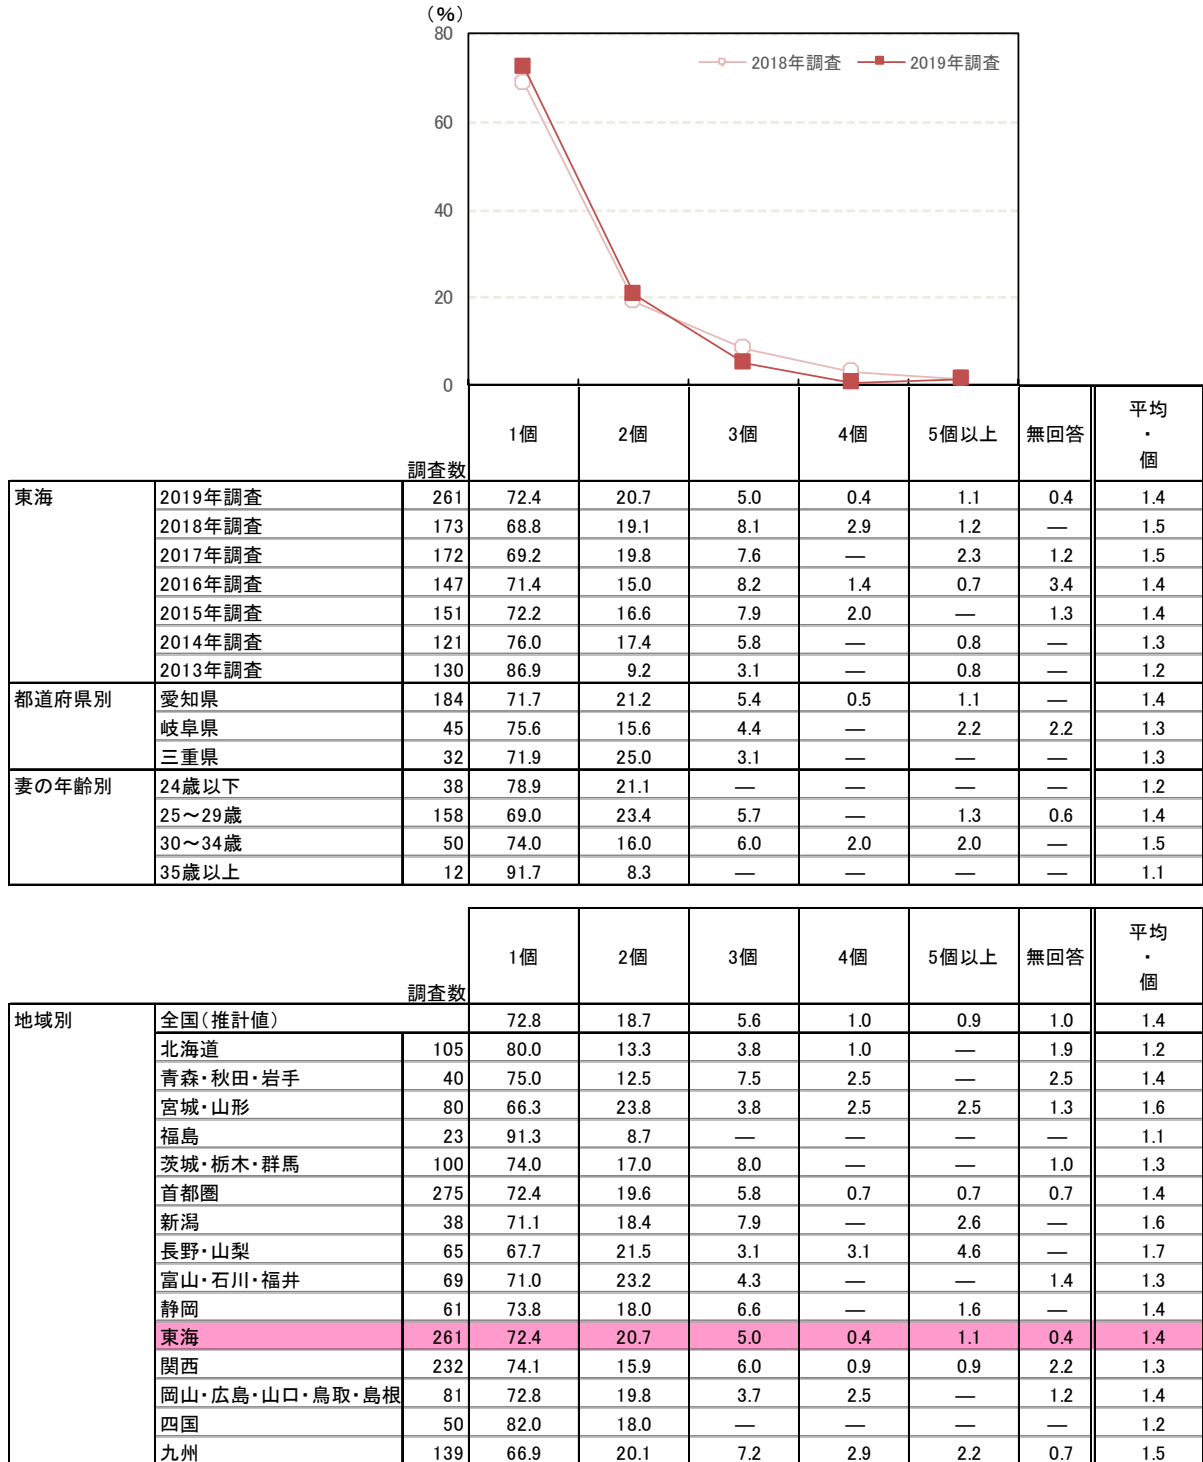 （%）
80
2018年調査 2019年調査
60
40
20
0
調査数 1個 2個 3個 4個 5個以上 無回答 平均・個
東海 2019年調査 261 72.4 20.7 5.0 0.4 1.1 0.4 1.4
2018年調査 173 68.8 19.1 8.1 2.9 1.2 — 1.5
2017年調査 172 69.2 19.8 7.6 — 2.3 1.2 1.5
2016年調査 147 71.4 15.0 8.2 1.4 0.7 3.4 1.4
2015年調査 151 72.2 16.6 7.9 2.0 — 1.3 1.4
2014年調査 121 76.0 17.4 5.8 — 0.8 — 1.3
2013年調査 130 86.9 9.2 3.1 — 0.8 — 1.2
都道府県別 愛知県 184 71.7 21.2 5.4 0.5 1.1 — 1.4
岐阜県 45 75.6 15.6 4.4 — 2.2 2.2 1.3
三重県 32 71.9 25.0 3.1 — — — 1.3
妻の年齢別 24歳以下 38 78.9 21.1 — — — — 1.2
25～29歳 158 69.0 23.4 5.7 — 1.3 0.6 1.4
30～34歳 50 74.0 16.0 6.0 2.0 2.0 — 1.5
35歳以上 12 91.7 8.3 — — — — 1.1
調査数 1個 2個 3個 4個 5個以上 無回答 平均・個
地域別 全国（推計値） 72.8 18.7 5.6 1.0 0.9 1.0 1.4
北海道 105 80.0 13.3 3.8 1.0 — 1.9 1.2
青森・秋田・岩手 40 75.0 12.5 7.5 2.5 — 2.5 1.4
宮城・山形 80 66.3 23.8 3.8 2.5 2.5 1.3 1.6
福島 23 91.3 8.7 — — — — 1.1
茨城・栃木・群馬 100 74.0 17.0 8.0 — — 1.0 1.3
首都圏 275 72.4 19.6 5.8 0.7 0.7 0.7 1.4
新潟 38 71.1 18.4 7.9 — 2.6 — 1.6
長野・山梨 65 67.7 21.5 3.1 3.1 4.6 — 1.7
富山・石川・福井 69 71.0 23.2 4.3 — — 1.4 1.3
静岡 61 73.8 18.0 6.6 — 1.6 — 1.4
東海 261 72.4 20.7 5.0 0.4 1.1 0.4 1.4
関西 232 74.1 15.9 6.0 0.9 0.9 2.2 1.3
岡山・広島・山口・鳥取・島根 81 72.8 19.8 3.7 2.5 — 1.2 1.4
四国 50 82.0 18.0 — — — — 1.2
九州 139 66.9 20.1 7.2 2.9 2.2 0.7 1.5